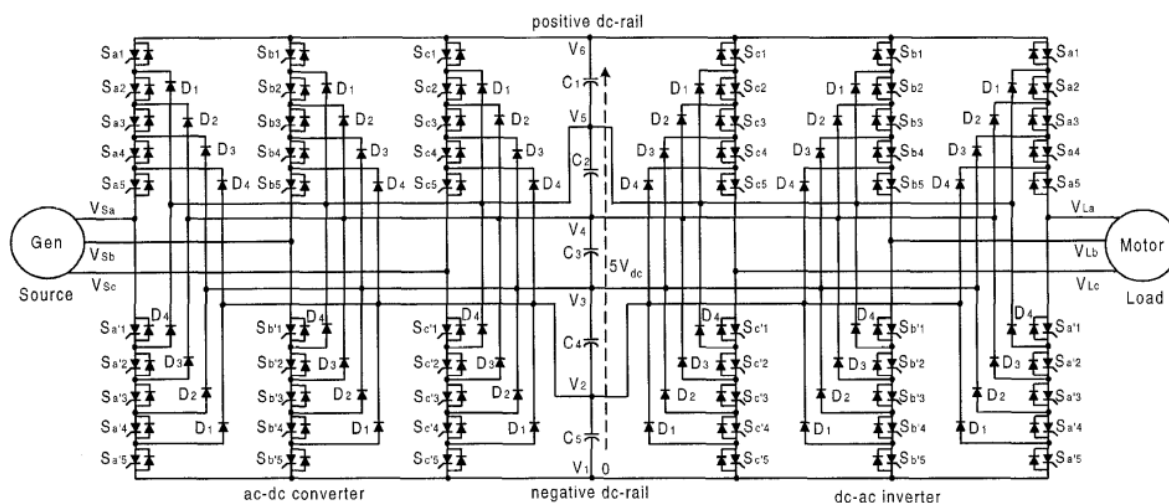 positive dc-rail
Sa1 Sb1 Sc1 V6 Sc1 Sb1 Sa1
Sa2 D1 Sb2 D1 Sc2 D1 C1 D1 Sc2 D1 Sb2 D1 Sa2
Sa3 D2 Sb3 D2 Sc3 D2 V5 D2 Sc3 D2 Sb3 D2 Sa3
Sa4 D3 Sb4 D3 Sc4 D3 C2 D3 Sc4 D3 Sb4 D3 Sa4
Sa5 D4 Sb5 D4 Sc5 D4 D4 Sc5 D4 Sb5 D4 Sa5
VSa V4 VLa
Gen VSb C3 5Vdc VLb Motor
Source VSc V3 VLc Load
Sa'1 D4 Sb'1 D4 Sc'1 D4 D4 Sc'1 D4 Sb'1 D4 Sa'1
Sa'2 D3 Sb'2 D3 Sc'2 D3 C4 D3 Sc'2 D3 Sb'2 D3 Sa'2
Sa'3 D2 Sb'3 D2 Sc'3 D2 V2 D2 Sc'3 D2 Sb'3 D2 Sa'3
Sa'4 D1 Sb'4 D1 Sc'4 D1 C5 D1 Sc'4 D1 Sb'4 D1 Sa'4
Sa'5 Sb'5 Sc'5 V1 0 Sc'5 Sb'5 Sa'5
ac-dc converter negative dc-rail dc-ac inverter